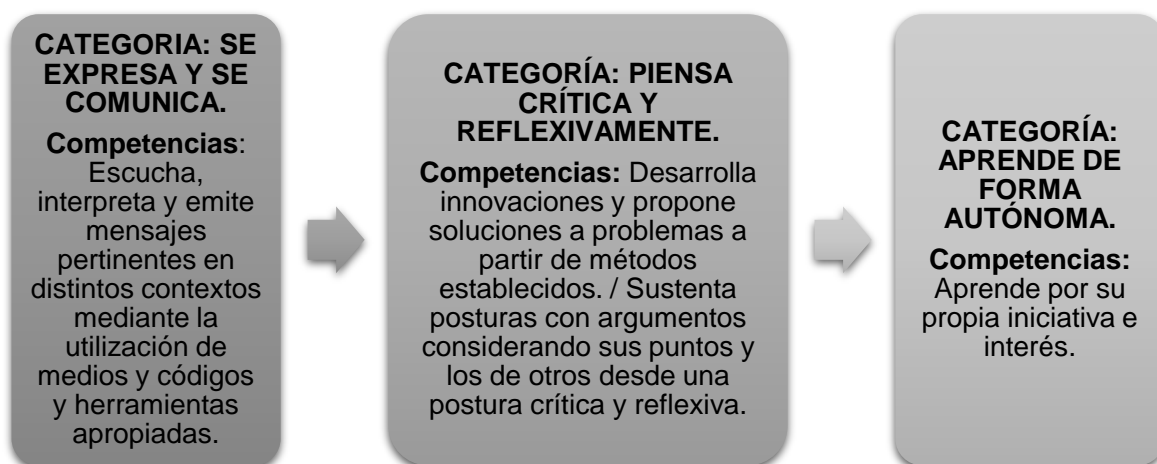 CATEGORIA: SE
EXPRESA Y SE
COMUNICA.
Competencias:
Escucha,
interpreta y emite
mensajes
pertinentes en
distintos contextos
mediante la
utilización de
medios y códigos
y herramientas
apropiadas.
CATEGORÍA: PIENSA
CRÍTICA Y
REFLEXIVAMENTE.
Competencias: Desarrolla
innovaciones y propone
soluciones a problemas a
partir de métodos
establecidos. / Sustenta
posturas con argumentos
considerando sus puntos y
los de otros desde una
postura crítica y reflexiva.
CATEGORÍA:
APRENDE DE
FORMA
AUTÓNOMA.
Competencias:
Aprende por su
propia iniciativa e
interés.